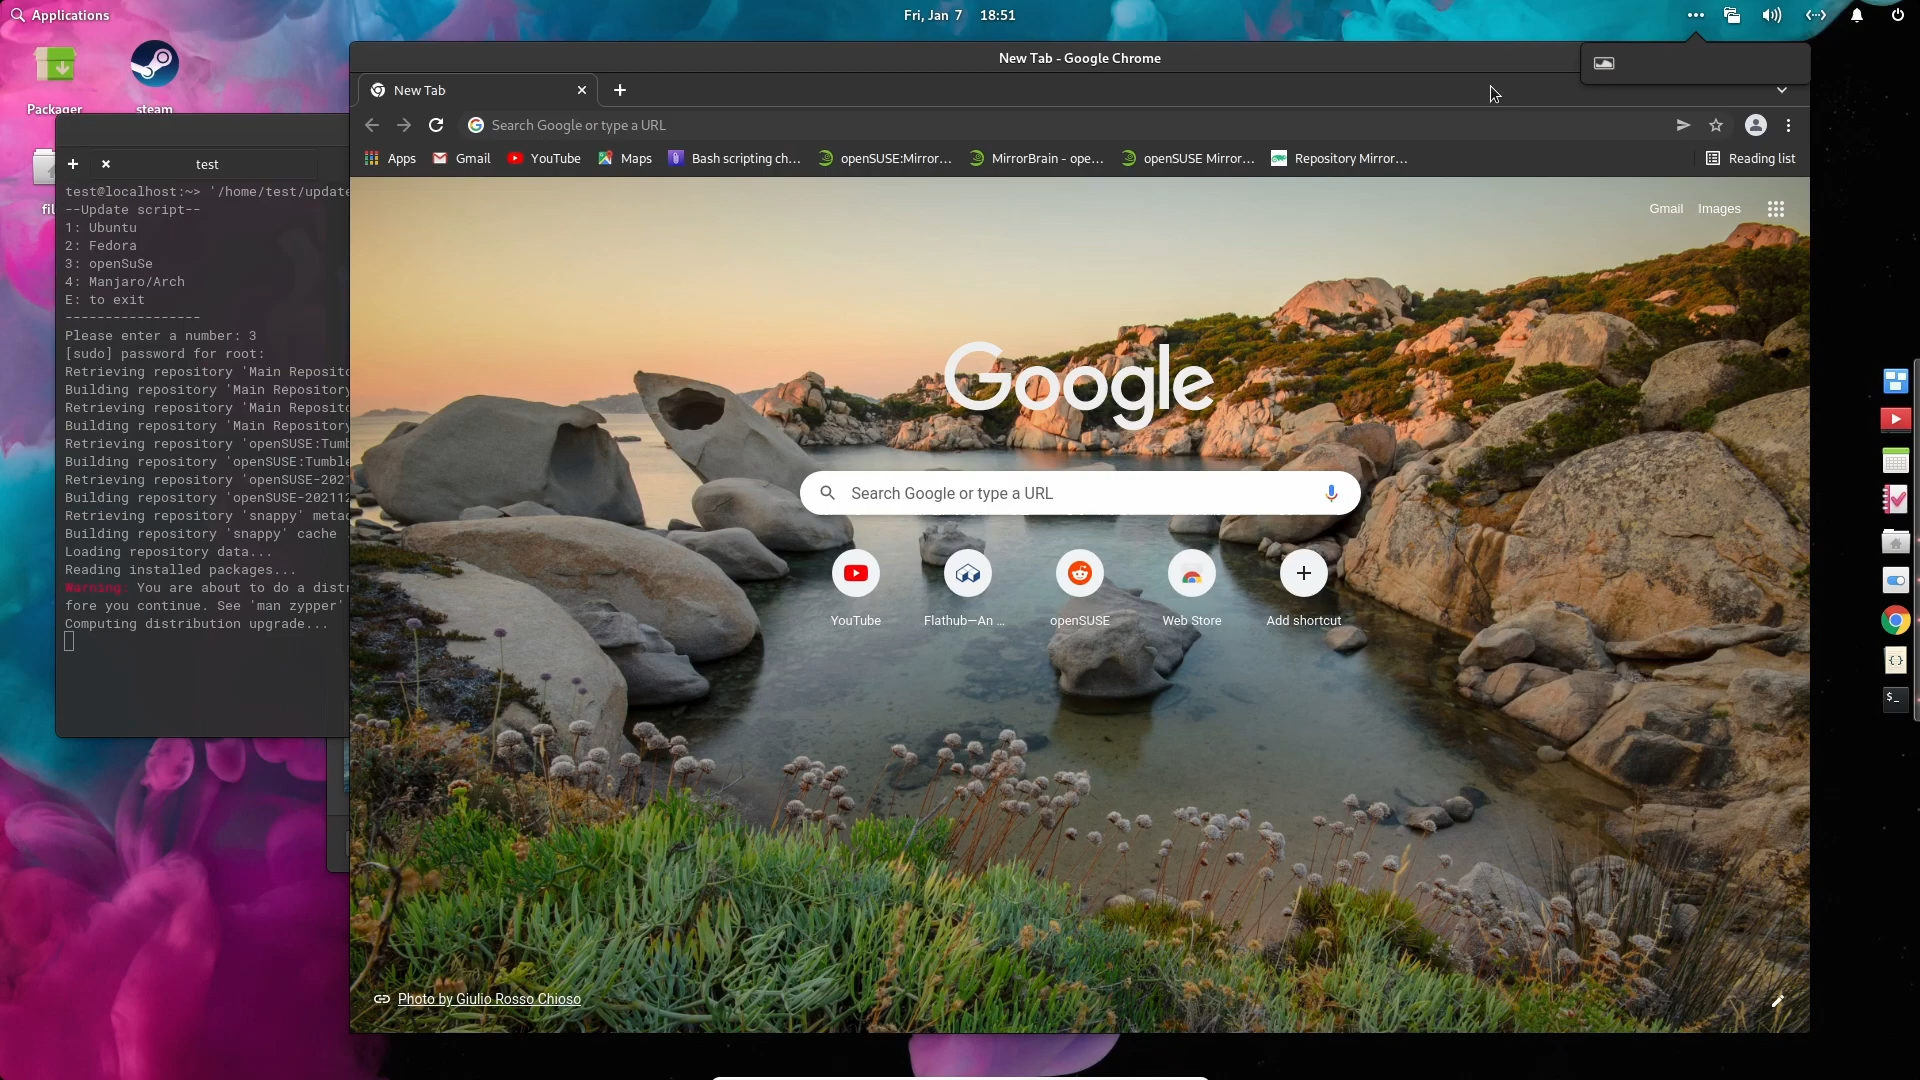 Applications
Fri, Jan 7 18:51
Packager
steam
New Tab - Google Chrome
New Tab
Search Google or type a URL
Apps
Gmail
YouTube
Maps
Bash scripting ch...
openSUSE:Mirror...
MirrorBrain - ope...
openSUSE Mirror...
Repository Mirror...
Reading list
test
fil
test@localhost:~> '/home/test/update
--Update script--
1: Ubuntu
2: Fedora
3: openSuSe
4: Manjaro/Arch
E: to exit
-----------------
Please enter a number: 3
[sudo] password for root:
Retrieving repository 'Main Reposito
Building repository 'Main Repository
Retrieving repository 'Main Reposito
Building repository 'Main Repository
Retrieving repository 'openSUSE:Tumb
Building repository 'openSUSE:Tumble
Retrieving repository 'openSUSE-2021
Building repository 'openSUSE-202112
Retrieving repository 'snappy' metad
Building repository 'snappy' cache .
Loading repository data...
Reading installed packages...
Warning: You are about to do a distr
fore you continue. See 'man zypper'
Computing distribution upgrade...
Gmail Images
Google
Search Google or type a URL
YouTube
Flathub—An ...
openSUSE
Web Store
Add shortcut
Photo by Giulio Rosso Chioso